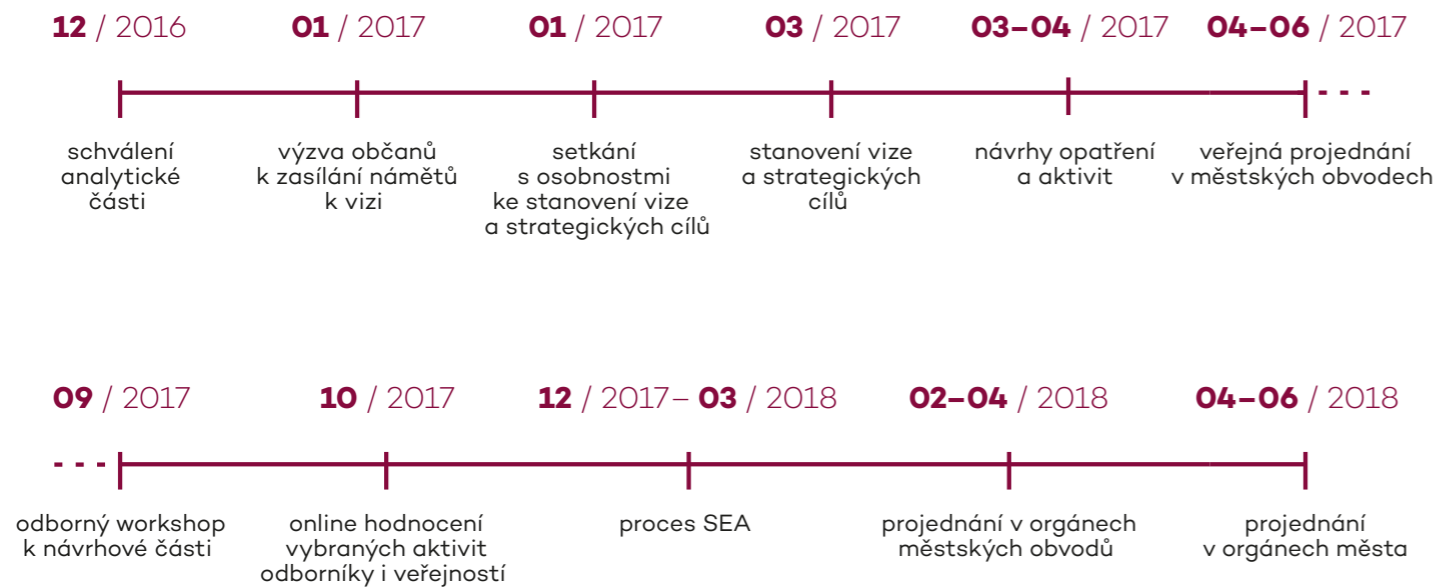 12 / 2016
schválení
analytické
části
01 / 2017
výzva občanů
k zasílání námětů
k vizi
01 / 2017
setkání
s osobnostmi
ke stanovení vize
a strategických cílů
03 / 2017
stanovení vize
a strategických
cílů
03–04 / 2017
návrhy opatření
a aktivit
04–06 / 2017
veřejná projednání
v městských obvodech
09 / 2017
odborný workshop
k návrhové části
10 / 2017
online hodnocení
vybraných aktivit
odborníky i veřejností
12 / 2017– 03 / 2018
proces SEA
02–04 / 2018
projednání v orgánech
městských obvodů
04–06 / 2018
projednání
v orgánech města